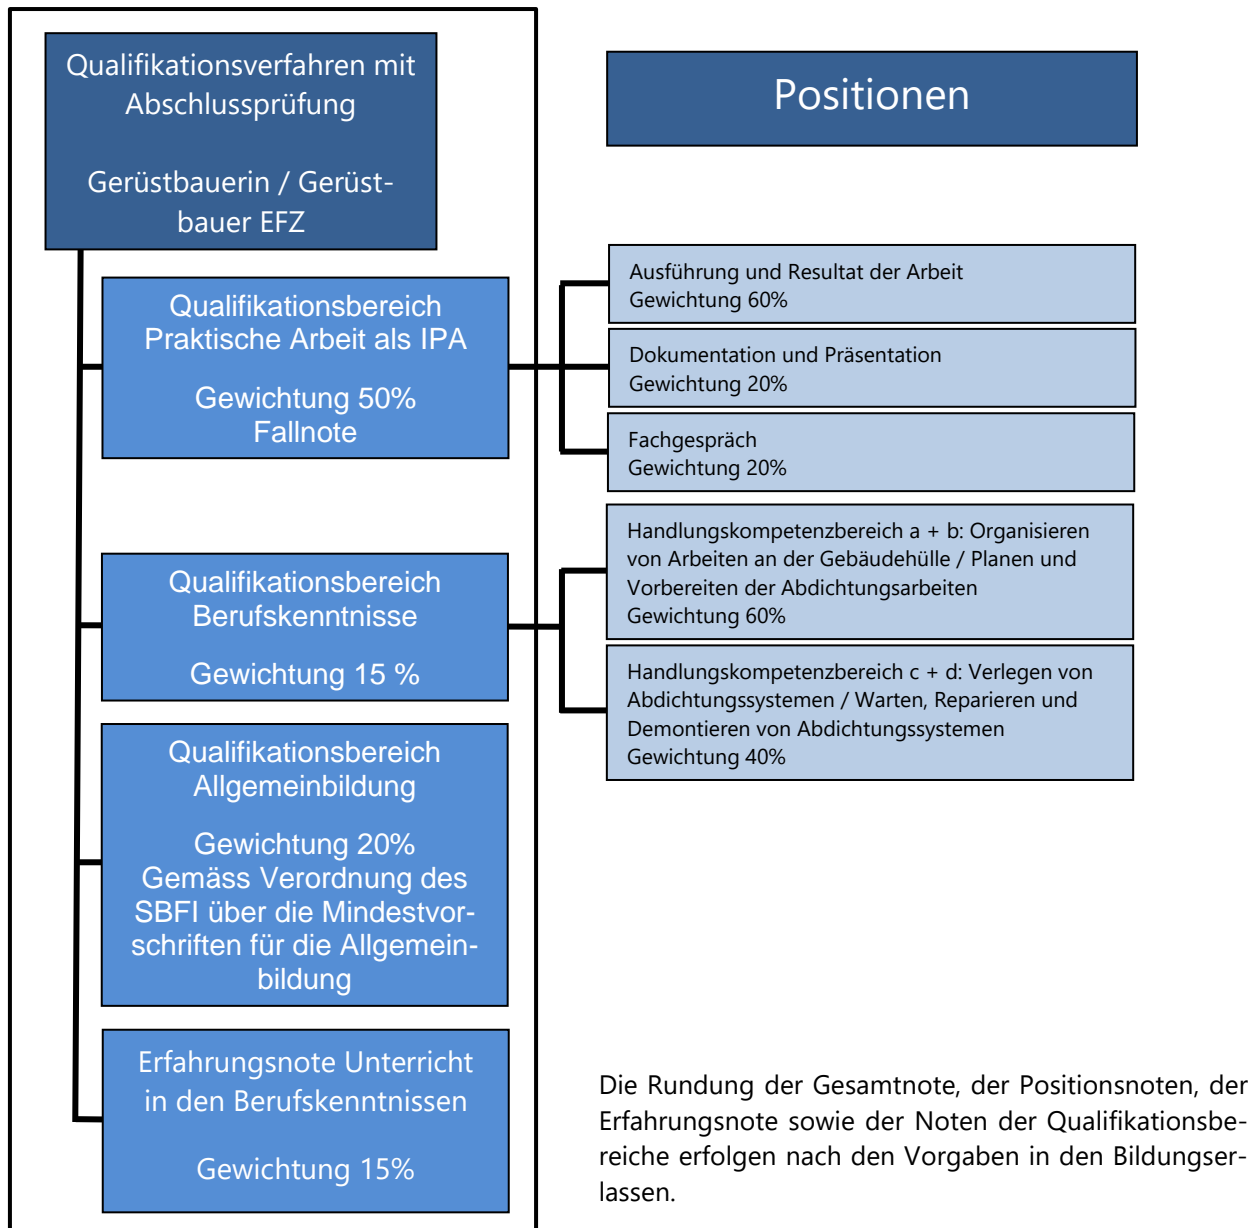 Qualifikationsverfahren mit
Abschlussprüfung
Gerüstbauerin / Gerüst-
bauer EFZ
Positionen
Qualifikationsbereich
Praktische Arbeit als IPA
Gewichtung 50%
Fallnote
Ausführung und Resultat der Arbeit
Gewichtung 60%
Dokumentation und Präsentation
Gewichtung 20%
Fachgespräch
Gewichtung 20%
Qualifikationsbereich
Berufskenntnisse
Gewichtung 15 %
Handlungskompetenzbereich a + b: Organisieren
von Arbeiten an der Gebäudehülle / Planen und
Vorbereiten der Abdichtungsarbeiten
Gewichtung 60%
Handlungskompetenzbereich c + d: Verlegen von
Abdichtungssystemen / Warten, Reparieren und
Demontieren von Abdichtungssystemen
Gewichtung 40%
Qualifikationsbereich
Allgemeinbildung
Gewichtung 20%
Gemäss Verordnung des
SBFI über die Mindestvor-
schriften für die Allgemein-
bildung
Erfahrungsnote Unterricht
in den Berufskenntnissen
Gewichtung 15%
Die Rundung der Gesamtnote, der Positionsnoten, der
Erfahrungsnote sowie der Noten der Qualifikationsbe-
reiche erfolgen nach den Vorgaben in den Bildungser-
lassen.